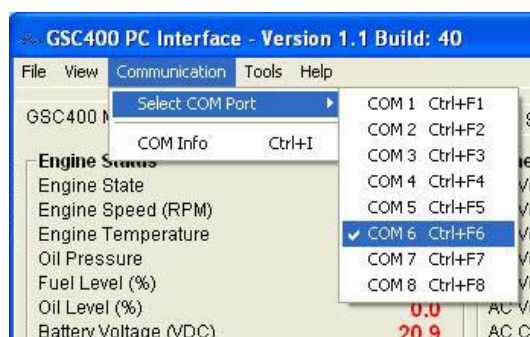 GSC400 PC Interface - Version 1.1 Build: 40
File View Communication Tools Help
Select COM Port
COM Info Ctrl+I
COM 1 Ctrl+F1
COM 2 Ctrl+F2
COM 3 Ctrl+F3
COM 4 Ctrl+F4
COM 5 Ctrl+F5
COM 6 Ctrl+F6
COM 7 Ctrl+F7
COM 8 Ctrl+F8
GSC400
Engine Status
Engine State
Engine Speed (RPM)
Engine Temperature
Oil Pressure
Fuel Level (%)
Oil Level (%) 0.0
Battery Voltage (VDC) 20.9
AC
AC